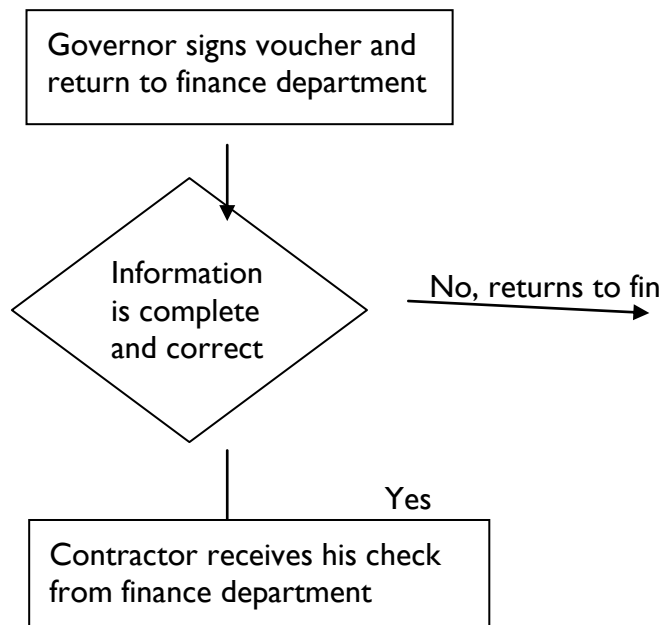 Governor signs voucher and
return to finance department
Information
is complete
and correct
No, returns to fin
Yes
Contractor receives his check
from finance department